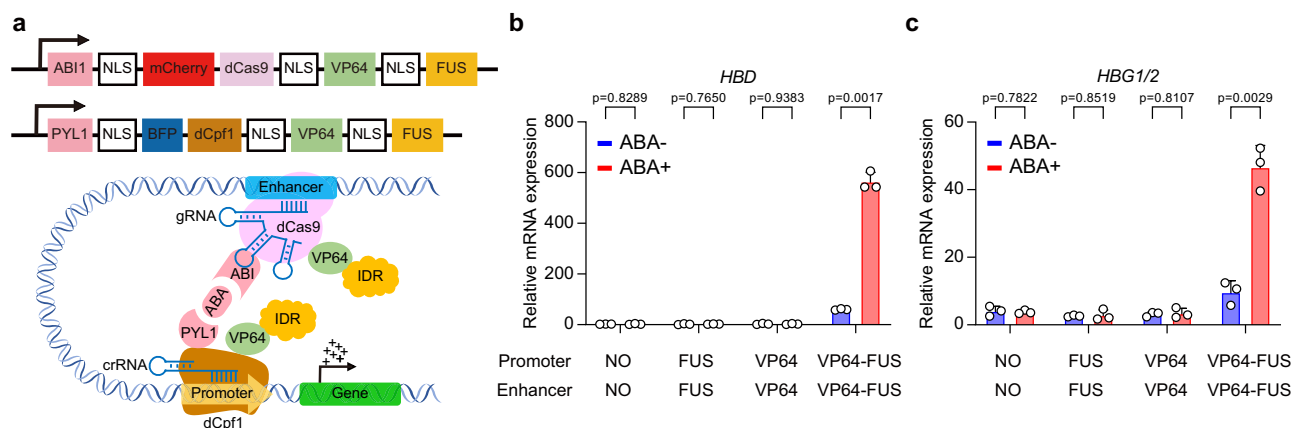 a
ABI1 NLS mCherry dCas9 NLS VP64 NLS FUS
PYL1 NLS BFP dCpf1 NLS VP64 NLS FUS
Enhancer
gRNA
dCas9
ABI
VP64
IDR
ABA
PYL1
VP64
IDR
crRNA
Promoter
Gene
dCpf1
+++++++
b
HBD
p=0.8289 p=0.7650 p=0.9383 p=0.0017
Relative mRNA expression
800
600
400
200
0
ABA-
ABA+
Promoter NO FUS VP64 VP64-FUS
Enhancer NO FUS VP64 VP64-FUS
c
HBG1/2
p=0.7822 p=0.8519 p=0.8107 p=0.0029
Relative mRNA expression
60
40
20
0
ABA-
ABA+
NO FUS VP64 VP64-FUS
NO FUS VP64 VP64-FUS